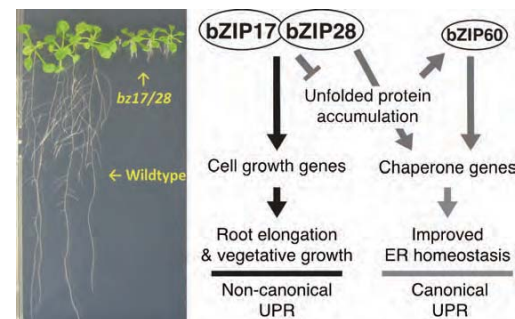 bz17/28
← Wildtype
bZIP17 bZIP28
bZIP60
Unfolded protein
accumulation
Cell growth genes
Chaperone genes
Root elongation
& vegetative growth
Improved
ER homeostasis
Non-canonical
UPR
Canonical
UPR